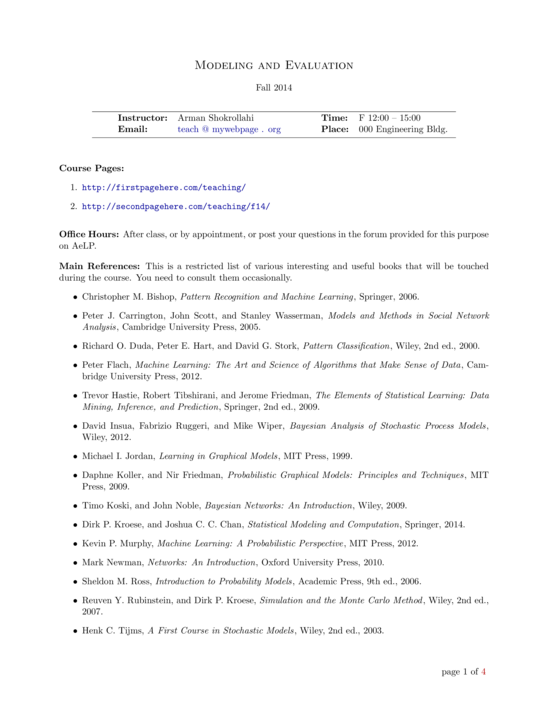 Modeling and Evaluation
Fall 2014
Instructor: Arman Shokrollahi Time: F 12:00 – 15:00
Email: teach @ mywebpage . org Place: 000 Engineering Bldg.
Course Pages:
1. http://firstpagehere.com/teaching/
2. http://secondpagehere.com/teaching/f14/
Office Hours: After class, or by appointment, or post your questions in the forum provided for this purpose
on AeLP.
Main References: This is a restricted list of various interesting and useful books that will be touched
during the course. You need to consult them occasionally.
• Christopher M. Bishop, Pattern Recognition and Machine Learning, Springer, 2006.
• Peter J. Carrington, John Scott, and Stanley Wasserman, Models and Methods in Social Network
Analysis, Cambridge University Press, 2005.
• Richard O. Duda, Peter E. Hart, and David G. Stork, Pattern Classification, Wiley, 2nd ed., 2000.
• Peter Flach, Machine Learning: The Art and Science of Algorithms that Make Sense of Data, Cam-
bridge University Press, 2012.
• Trevor Hastie, Robert Tibshirani, and Jerome Friedman, The Elements of Statistical Learning: Data
Mining, Inference, and Prediction, Springer, 2nd ed., 2009.
• David Insua, Fabrizio Ruggeri, and Mike Wiper, Bayesian Analysis of Stochastic Process Models,
Wiley, 2012.
• Michael I. Jordan, Learning in Graphical Models, MIT Press, 1999.
• Daphne Koller, and Nir Friedman, Probabilistic Graphical Models: Principles and Techniques, MIT
Press, 2009.
• Timo Koski, and John Noble, Bayesian Networks: An Introduction, Wiley, 2009.
• Dirk P. Kroese, and Joshua C. C. Chan, Statistical Modeling and Computation, Springer, 2014.
• Kevin P. Murphy, Machine Learning: A Probabilistic Perspective, MIT Press, 2012.
• Mark Newman, Networks: An Introduction, Oxford University Press, 2010.
• Sheldon M. Ross, Introduction to Probability Models, Academic Press, 9th ed., 2006.
• Reuven Y. Rubinstein, and Dirk P. Kroese, Simulation and the Monte Carlo Method, Wiley, 2nd ed.,
2007.
• Henk C. Tijms, A First Course in Stochastic Models, Wiley, 2nd ed., 2003.
page 1 of 4